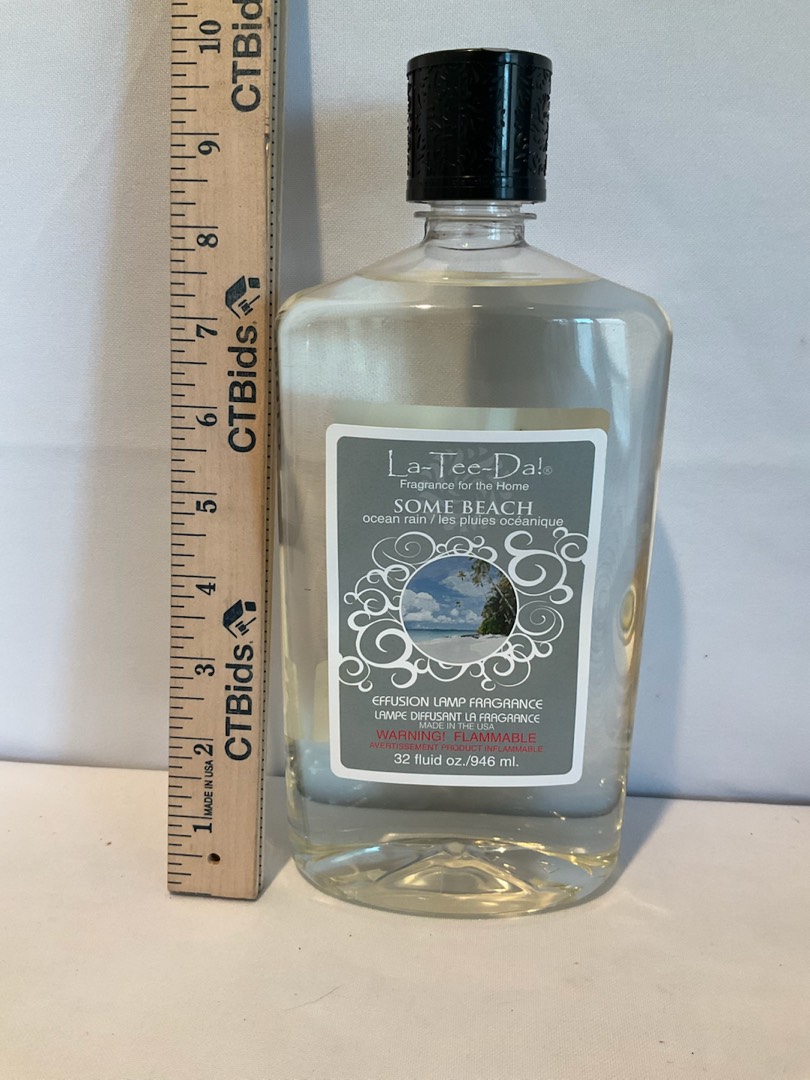 10
CTBids
9
8
7
CTBids.
6
5
4
3
CTBids.
2
MADE IN USA
1
La-Tee-Da!®
Fragrance for the Home
SOME BEACH
ocean rain / les pluies océanique
EFFUSION LAMP FRAGRANCE
LAMPE DIFFUSANT LA FRAGRANCE
MADE IN THE USA
WARNING! FLAMMABLE
AVERTISSEMENT PRODUCT INFLAMMABLE
32 fluid oz./946 ml.